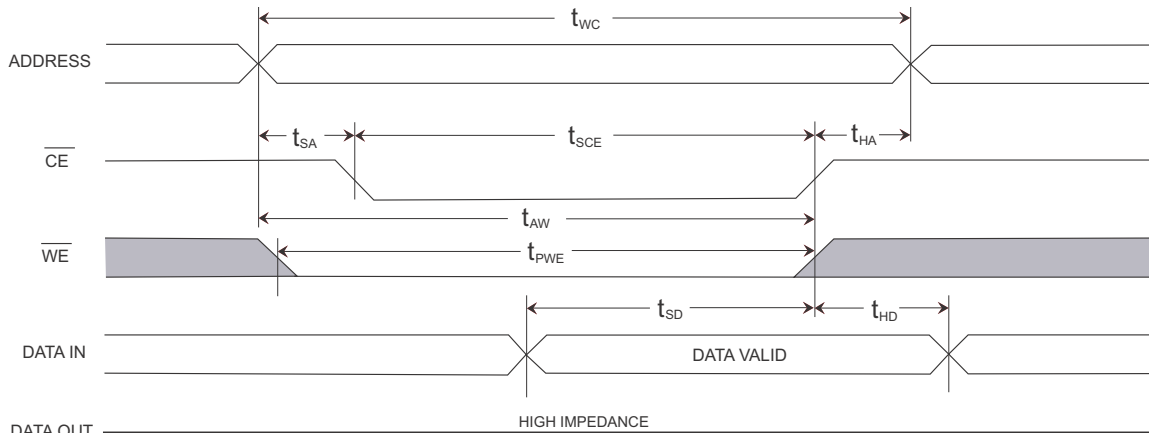 tWC
ADDRESS
tSA
tSCE
tHA
CE
tAW
WE
tPWE
tSD
tHD
DATA IN
DATA VALID
HIGH IMPEDANCE
DATA OUT